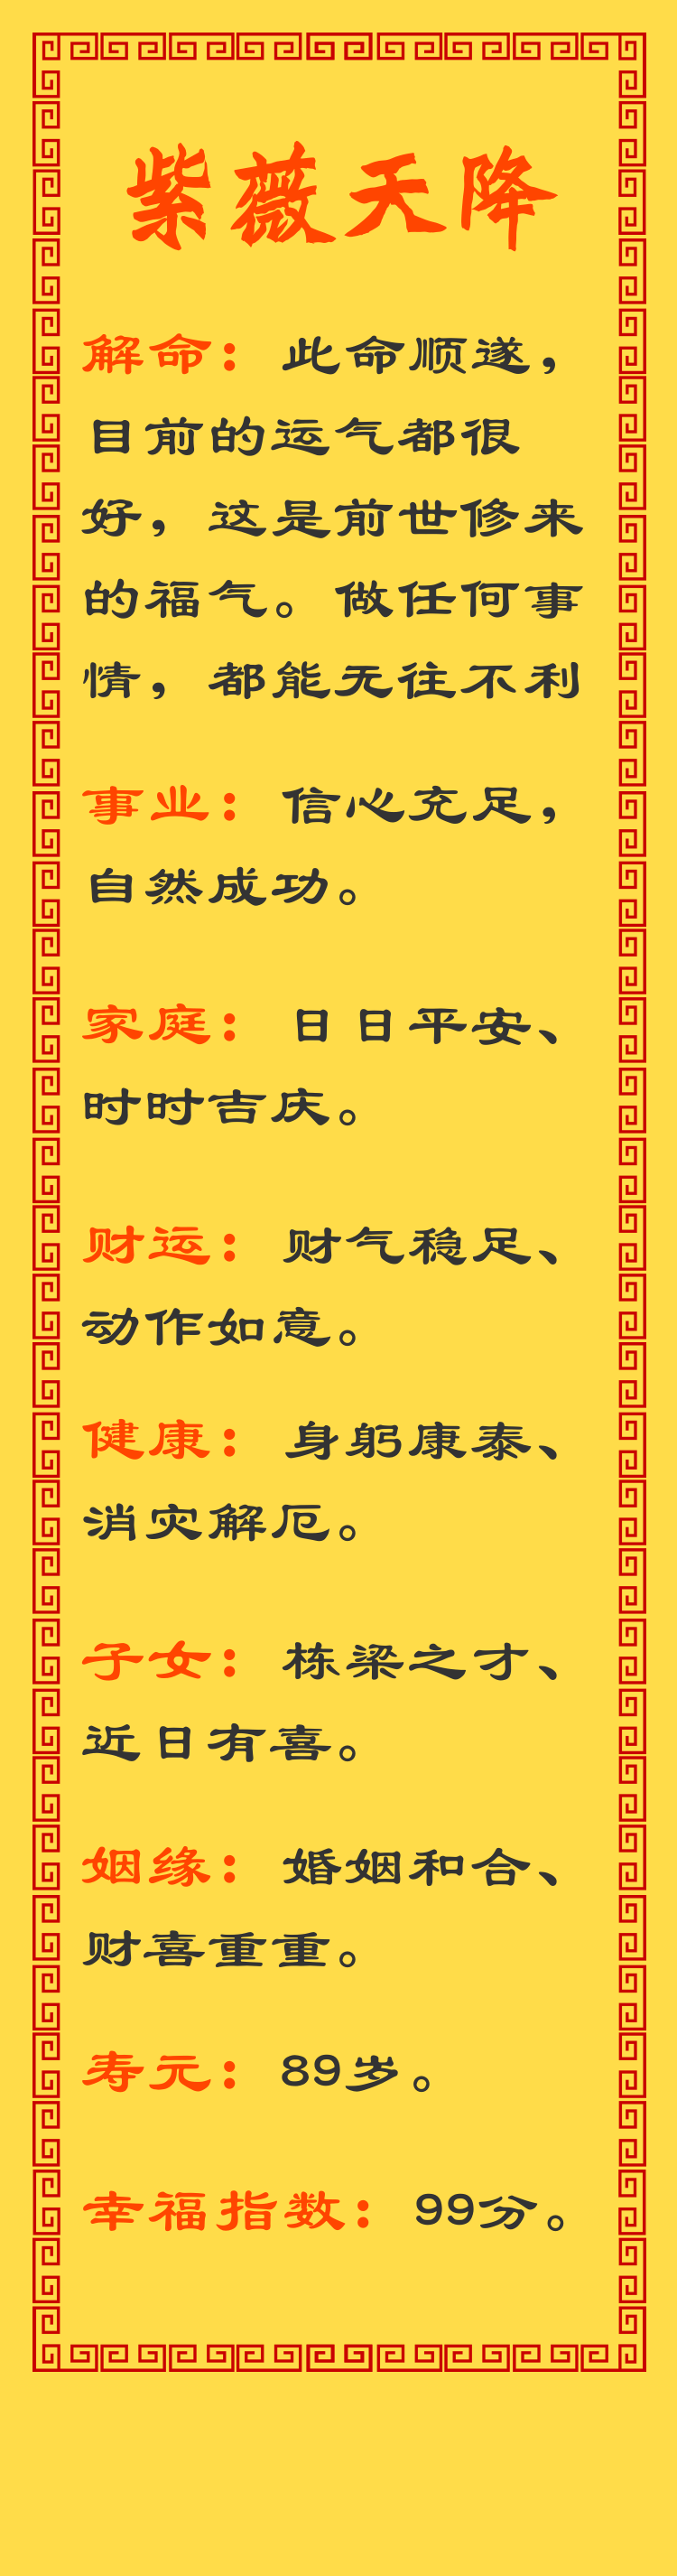 紫薇天降
解命：此命顺遂，
目前的运气都很
好，这是前世修来
的福气。做任何事
情，都能无往不利
事业：信心充足，
自然成功。
家庭：日日平安、
时时吉庆。
财运：财气稳足、
动作如意。
健康：身躬康泰、
消灾解厄。
子女：栋梁之才、
近日有喜。
姻缘：婚姻和合、
财喜重重。
寿元：89岁。
幸福指数：99分。